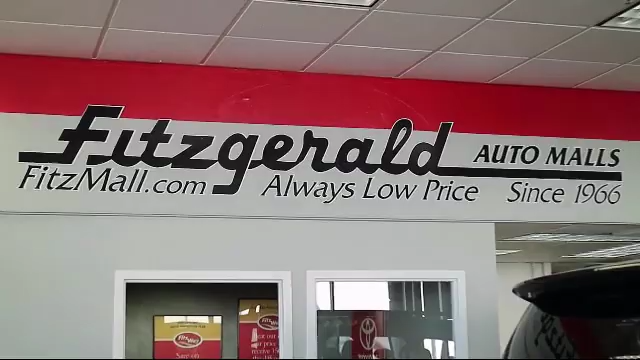 Fitzgerald AUTO MALLS
FitzMall.com Always Low Price Since 1966